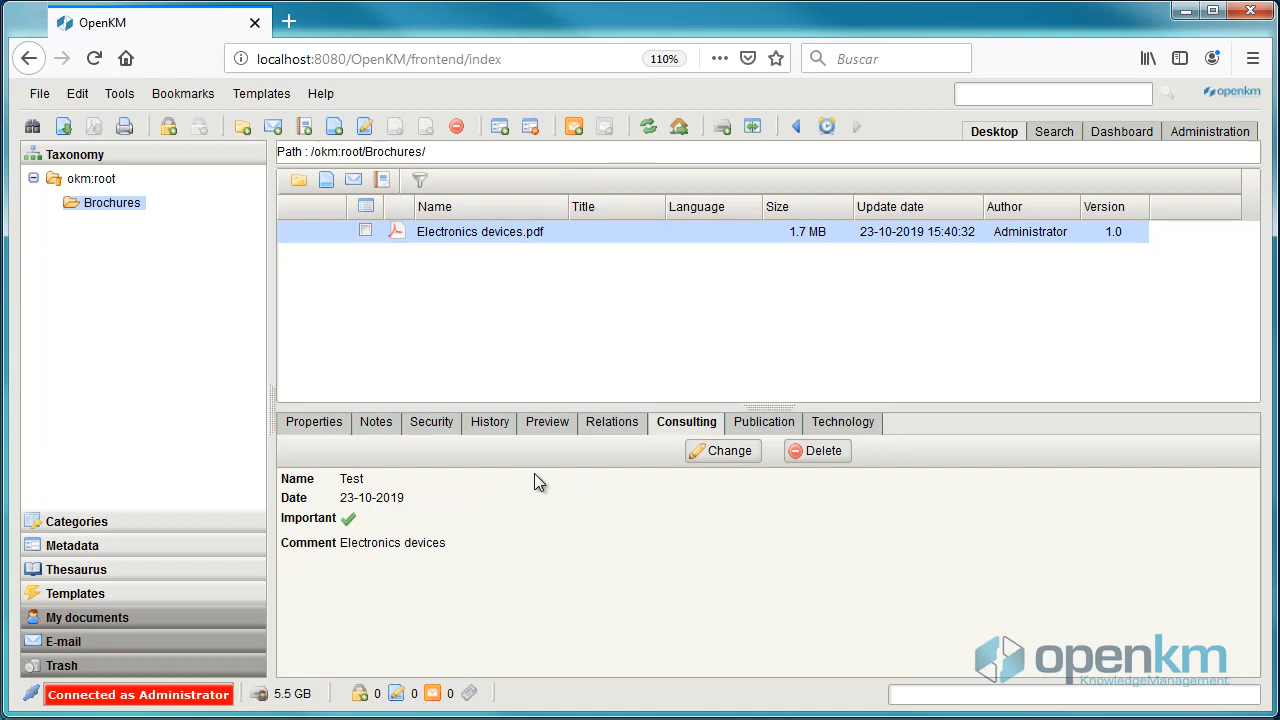 OpenKM
localhost:8080/OpenKM/frontend/index 110% Buscar
File Edit Tools Bookmarks Templates Help openkm
Desktop Search Dashboard Administration
Taxonomy
okm:root
Brochures
Path : /okm:root/Brochures/
Name Title Language Size Update date Author Version
Electronics devices.pdf 1.7 MB 23-10-2019 15:40:32 Administrator 1.0
Properties Notes Security History Preview Relations Consulting Publication Technology
Change Delete
Name Test
Date 23-10-2019
Important
Comment Electronics devices
Categories
Metadata
Thesaurus
Templates
My documents
E-mail
Trash
openkm
KnowledgeManagement
Connected as Administrator 5.5 GB 0 0 0